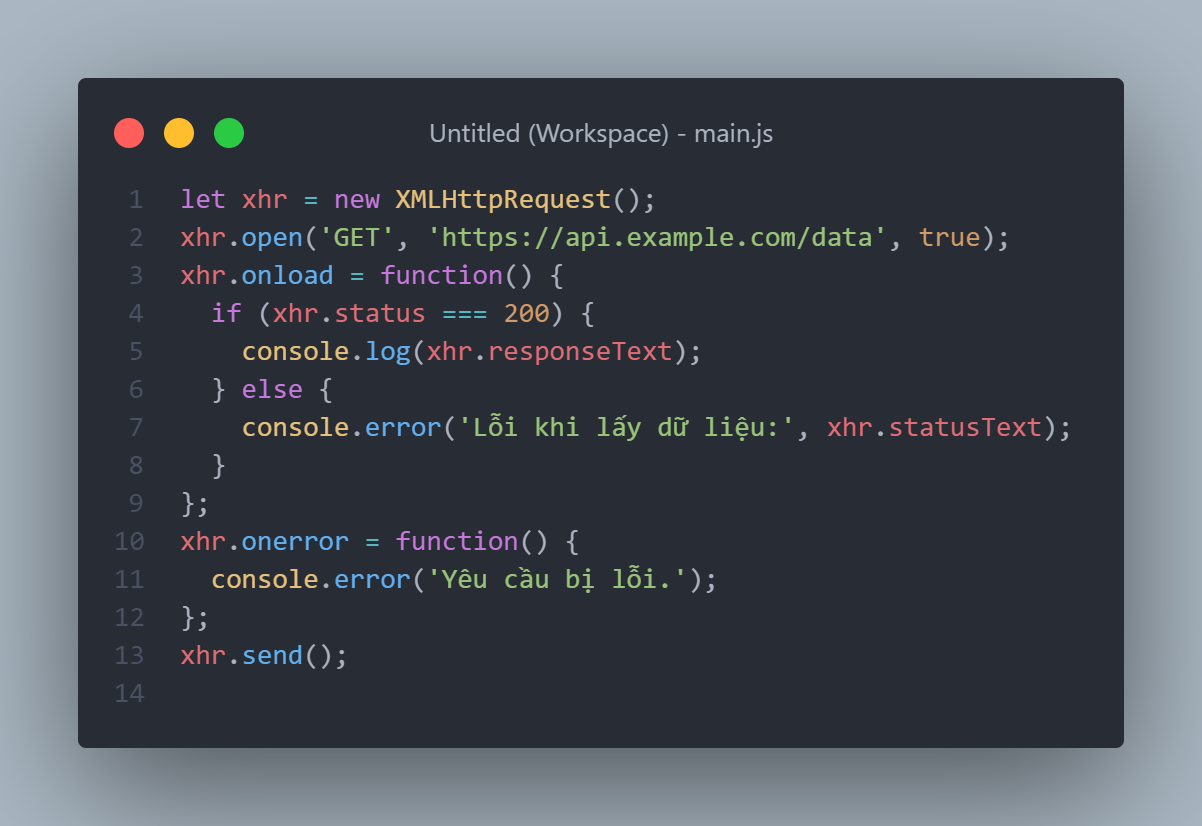 Untitled (Workspace) - main.js
1 let xhr = new XMLHttpRequest();
2 xhr.open('GET', 'https://api.example.com/data', true);
3 xhr.onload = function() {
4   if (xhr.status === 200) {
5     console.log(xhr.responseText);
6   } else {
7     console.error('Lỗi khi lấy dữ liệu:', xhr.statusText);
8   }
9 };
10 xhr.onerror = function() {
11   console.error('Yêu cầu bị lỗi.');
12 };
13 xhr.send();
14